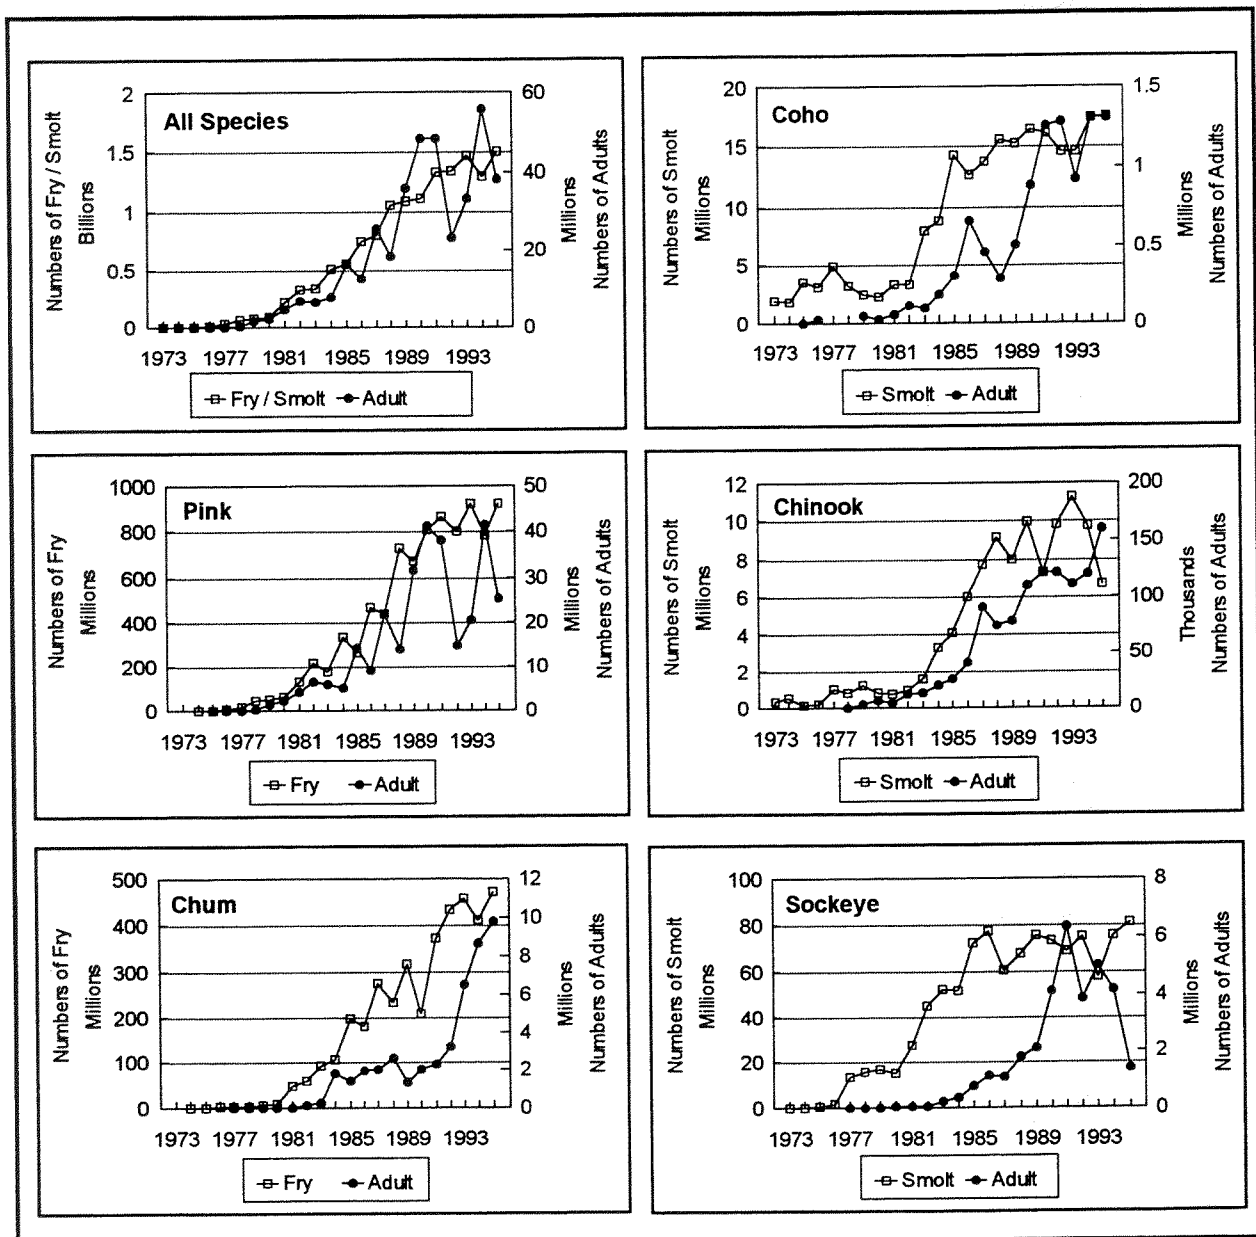 All Species
Numbers of Fry / Smolt
Billions
2
1.5
1
0.5
0
60
40
20
0
Millions
Numbers of Adults
1973 1977 1981 1985 1989 1993
Fry / Smolt Adult
Coho
Numbers of Smolt
Millions
20
15
10
5
0
1.5
1
0.5
0
Millions
Numbers of Adults
1973 1977 1981 1985 1989 1993
Smolt Adult
Pink
Numbers of Fry
Millions
1000
800
600
400
200
0
50
40
30
20
10
0
Millions
Numbers of Adults
1973 1977 1981 1985 1989 1993
Fry Adult
Chinook
Numbers of Smolt
Millions
12
10
8
6
4
2
0
200
150
100
50
0
Thousands
Numbers of Adults
1973 1977 1981 1985 1989 1993
Smolt Adult
Chum
Numbers of Fry
Millions
500
400
300
200
100
0
12
10
8
6
4
2
0
Millions
Numbers of Adults
1973 1977 1981 1985 1989 1993
Fry Adult
Sockeye
Numbers of Smolt
Millions
100
80
60
40
20
0
8
6
4
2
0
Millions
Numbers of Adults
1973 1977 1981 1985 1989 1993
Smolt Adult